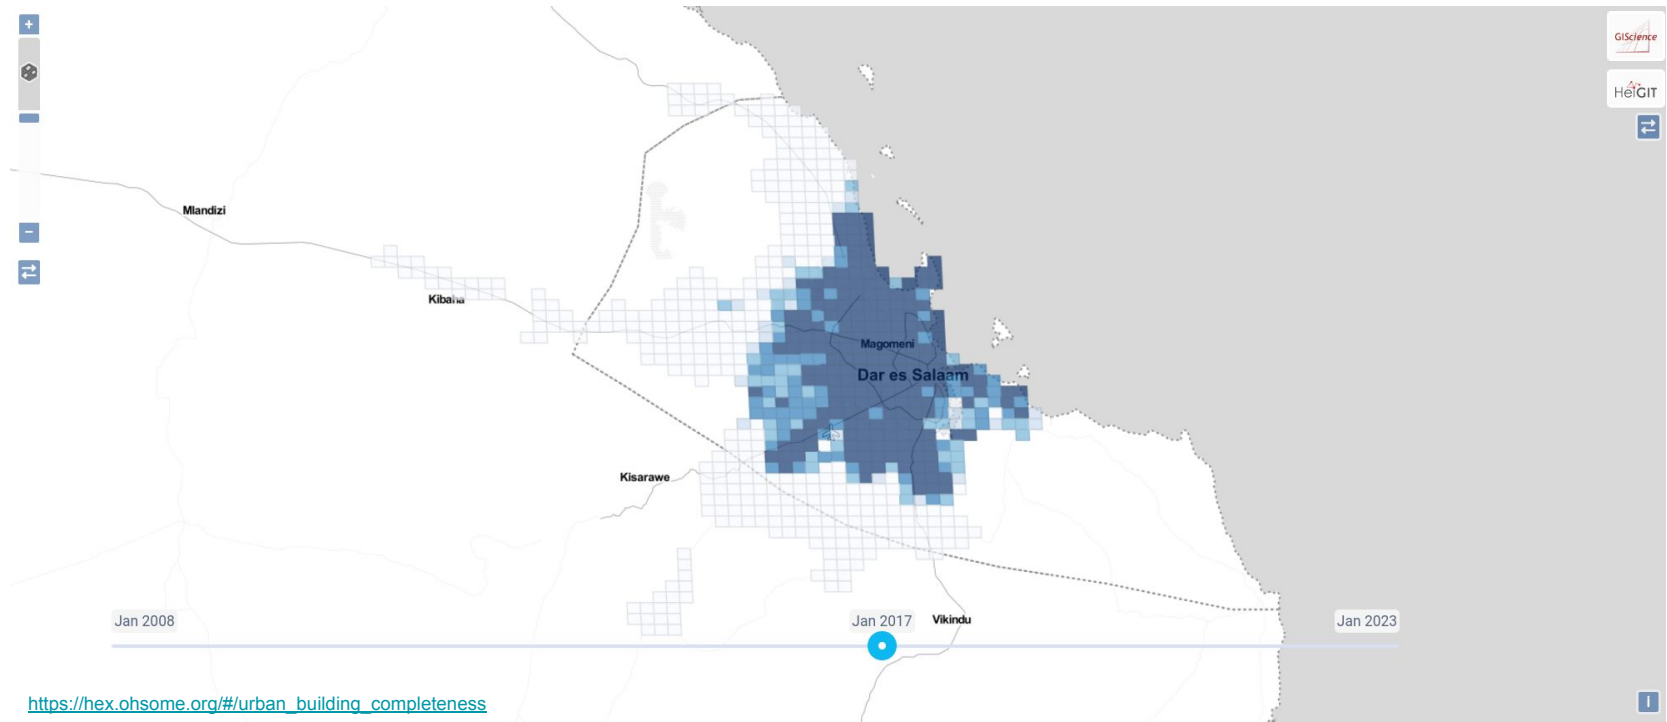 +
GIScience
HeiGIT
Mlandizi
−
Kibaha
Magomeni
Dar es Salaam
Kisarawe
Jan 2008
Jan 2017
Vikindu
Jan 2023
https://hex.ohsome.org/#/urban_building_completeness
I